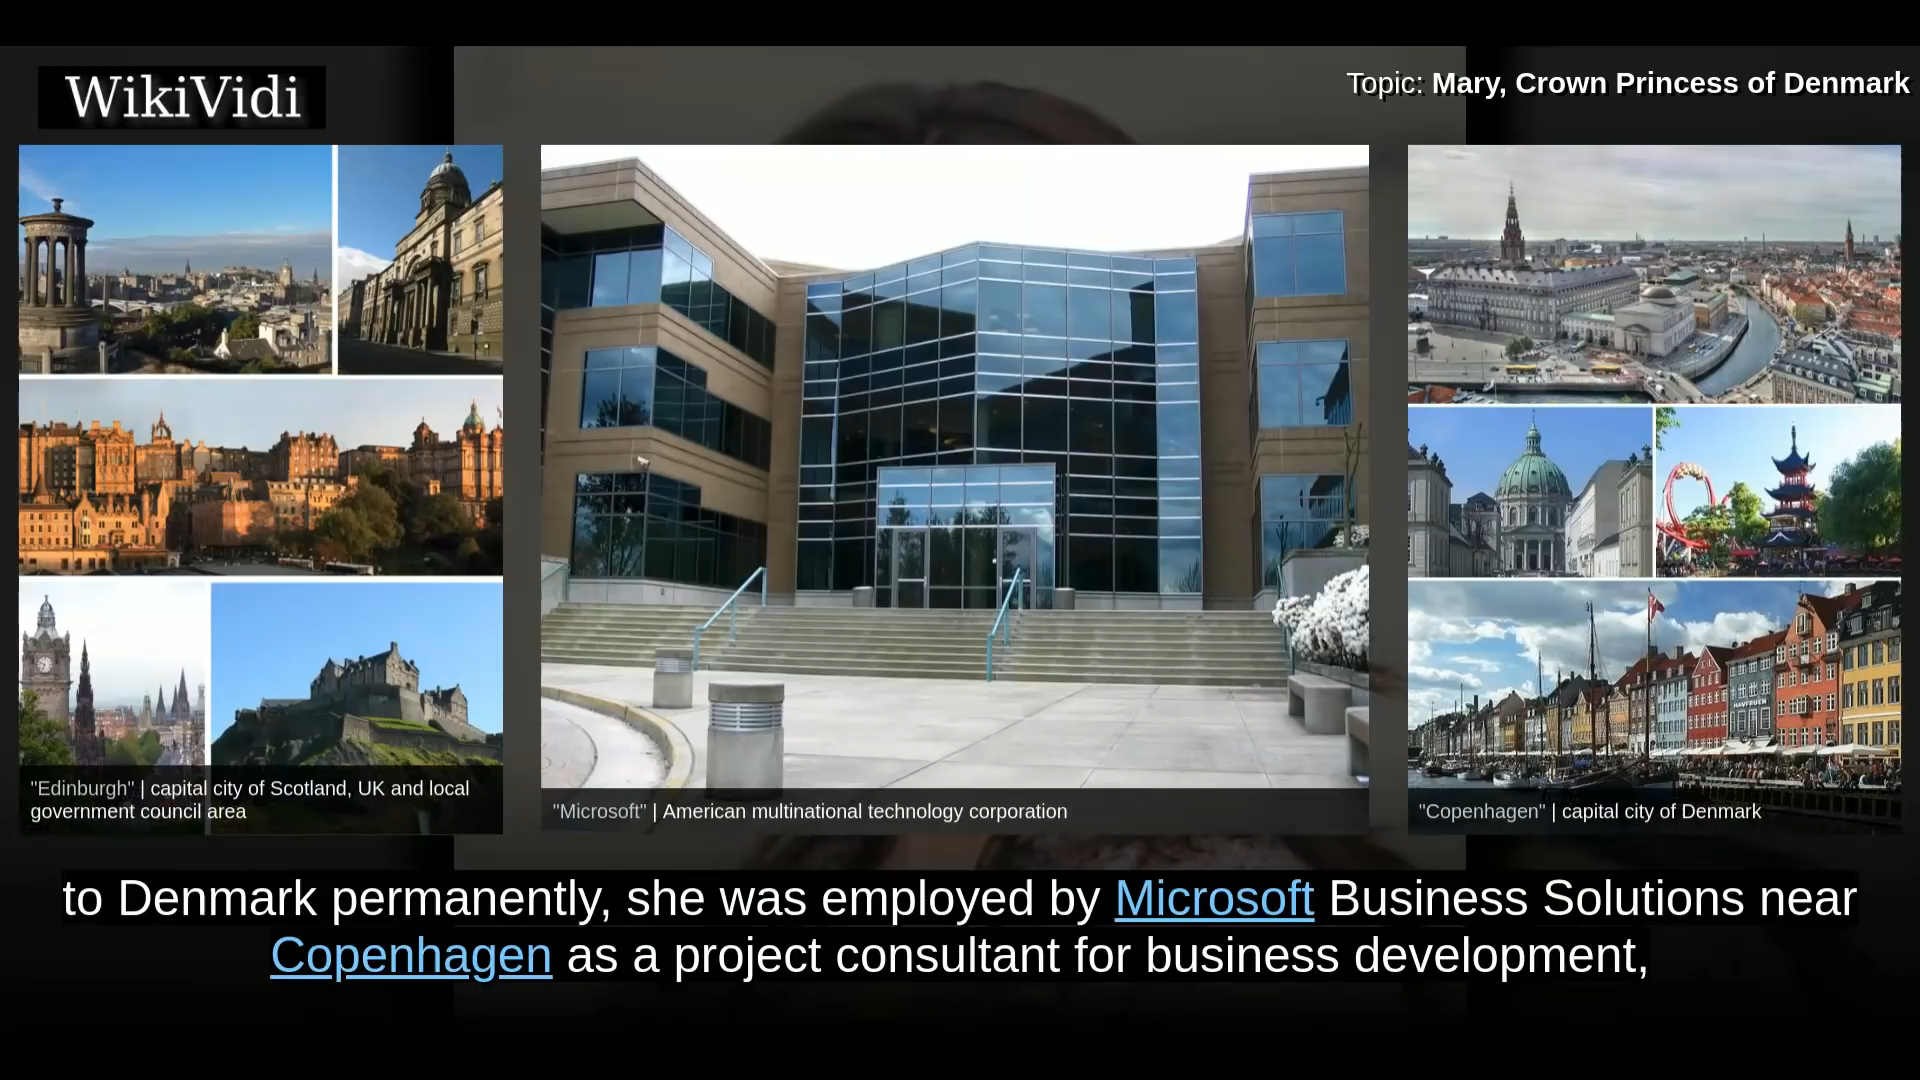 WikiVidi
Topic: Mary, Crown Princess of Denmark
HAVFRUEN
"Edinburgh" | capital city of Scotland, UK and local
government council area
"Microsoft" | American multinational technology corporation
"Copenhagen" | capital city of Denmark
to Denmark permanently, she was employed by Microsoft Business Solutions near
Copenhagen as a project consultant for business development,